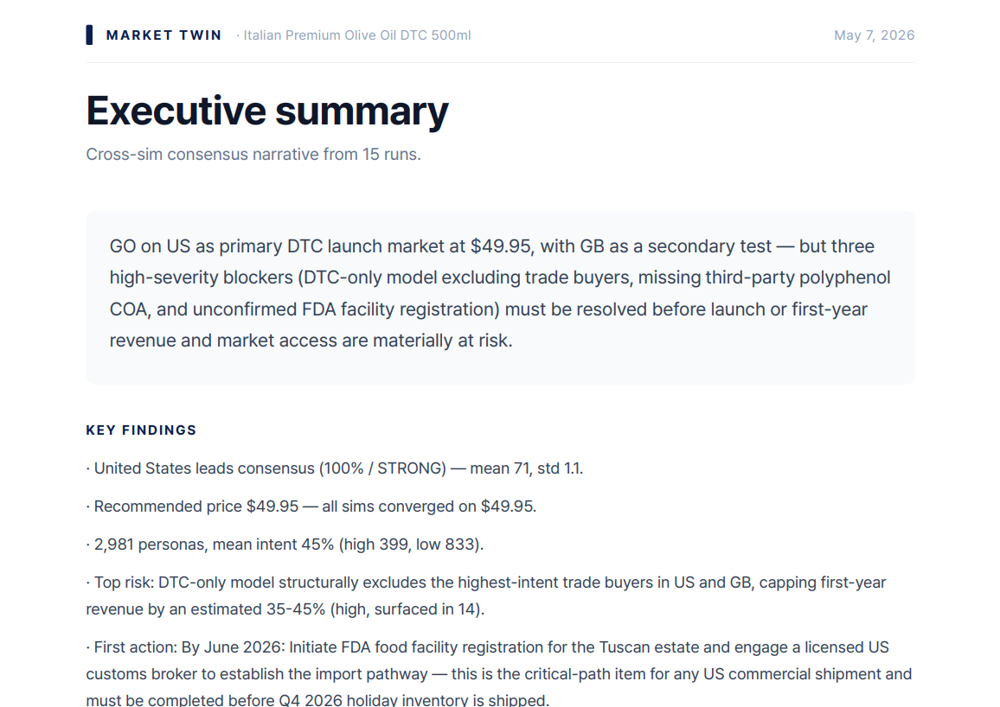 MARKET TWIN · Italian Premium Olive Oil DTC 500ml May 7, 2026
Executive summary
Cross-sim consensus narrative from 15 runs.
GO on US as primary DTC launch market at $49.95, with GB as a secondary test — but three
high-severity blockers (DTC-only model excluding trade buyers, missing third-party polyphenol
COA, and unconfirmed FDA facility registration) must be resolved before launch or first-year
revenue and market access are materially at risk.
KEY FINDINGS
· United States leads consensus (100% / STRONG) — mean 71, std 1.1.
· Recommended price $49.95 — all sims converged on $49.95.
· 2,981 personas, mean intent 45% (high 399, low 833).
· Top risk: DTC-only model structurally excludes the highest-intent trade buyers in US and GB, capping first-year
revenue by an estimated 35-45% (high, surfaced in 14).
· First action: By June 2026: Initiate FDA food facility registration for the Tuscan estate and engage a licensed US
customs broker to establish the import pathway — this is the critical-path item for any US commercial shipment and
must be completed before Q4 2026 holiday inventory is shipped.